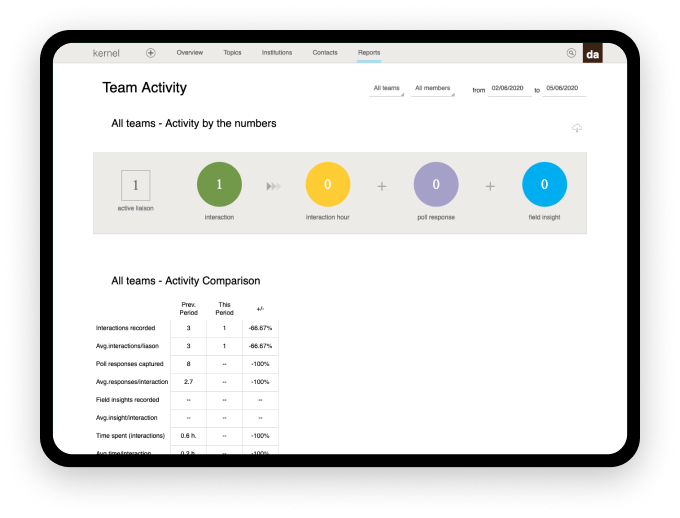 kernel Overview Topics Institutions Contacts Reports da
Team Activity All teams All members from 02/06/2020 to 05/06/2020
All teams - Activity by the numbers
1 1 0 + 0 + 0
active liaison interaction interaction hour poll response field insight
All teams - Activity Comparison
Prev. Period This Period +/-
Interactions recorded 3 1 -66.67%
Avg.interactions/liason 3 1 -66.67%
Poll responses captured 8 -- -100%
Avg.responses/interaction 2.7 -- -100%
Field insights recorded -- -- --
Avg.insight/interaction -- -- --
Time spent (interactions) 0.6 h. -- -100%
Avg.time/interaction 0.2 h. -- -100%